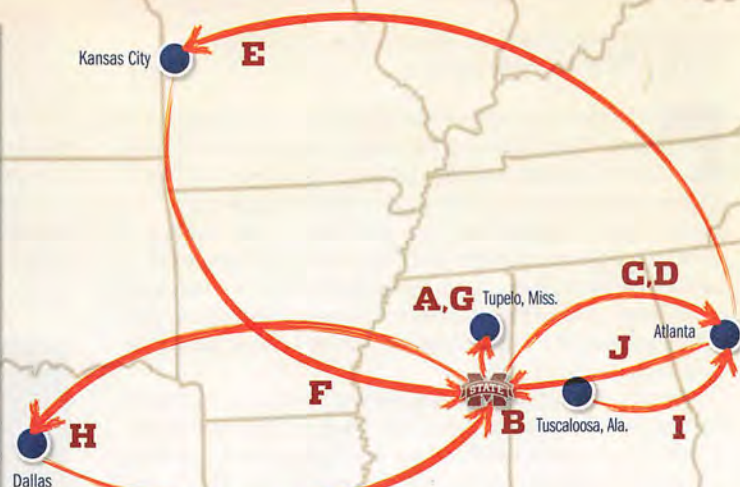 Kansas City
E
C,D
A,G
Tupelo, Miss.
Atlanta
J
STATE
F
B
Tuscaloosa, Ala.
I
H
Dallas